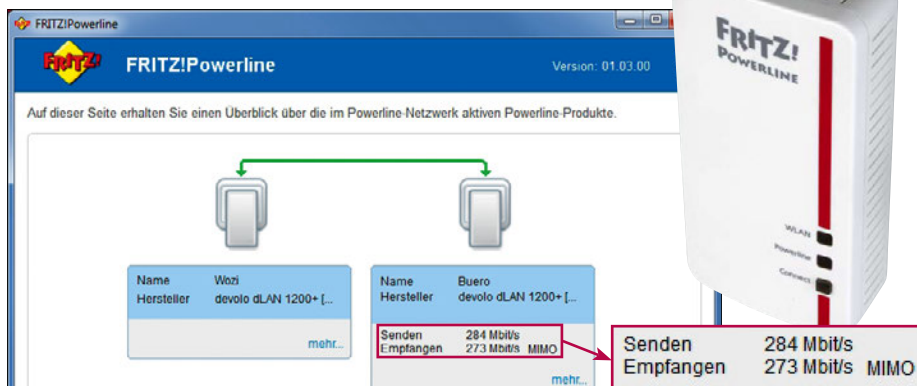 FRITZ!Powerline
FRITZ!
FRITZ!Powerline
Version: 01.03.00
Auf dieser Seite erhalten Sie einen Überblick über die im Powerline-Netzwerk aktiven Powerline-Produkte.
Name Wozi
Hersteller devolo dLAN 1200+ [...
mehr...
Name Buero
Hersteller devolo dLAN 1200+ [...
Senden 284 Mbit/s
Empfangen 273 Mbit/s MIMO
mehr...
FRITZ!
POWERLINE
WLAN
Powerline
Connect
Senden 284 Mbit/s
Empfangen 273 Mbit/s MIMO